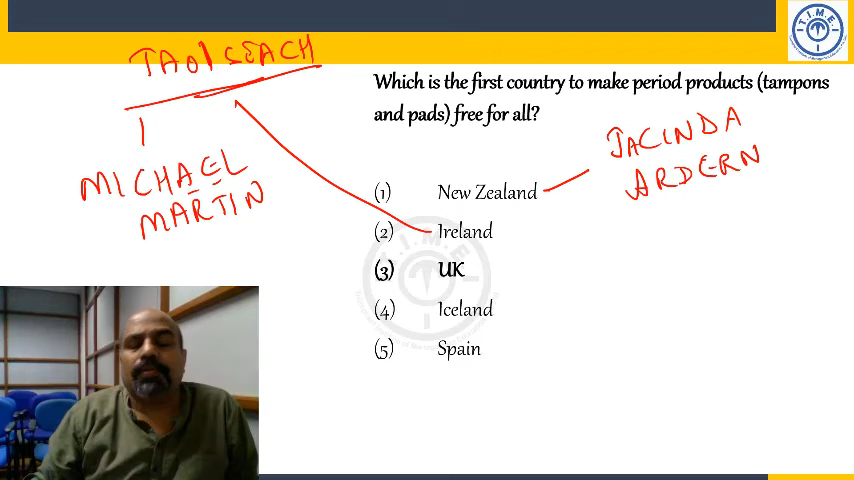 TAOISEACH
MICHAEL
MARTIN
T.I.M.E.
Which is the first country to make period products (tampons
and pads) free for all?
JACINDA
ARDERN
(1) New Zealand
(2) Ireland
(3) UK
(4) Iceland
(5) Spain